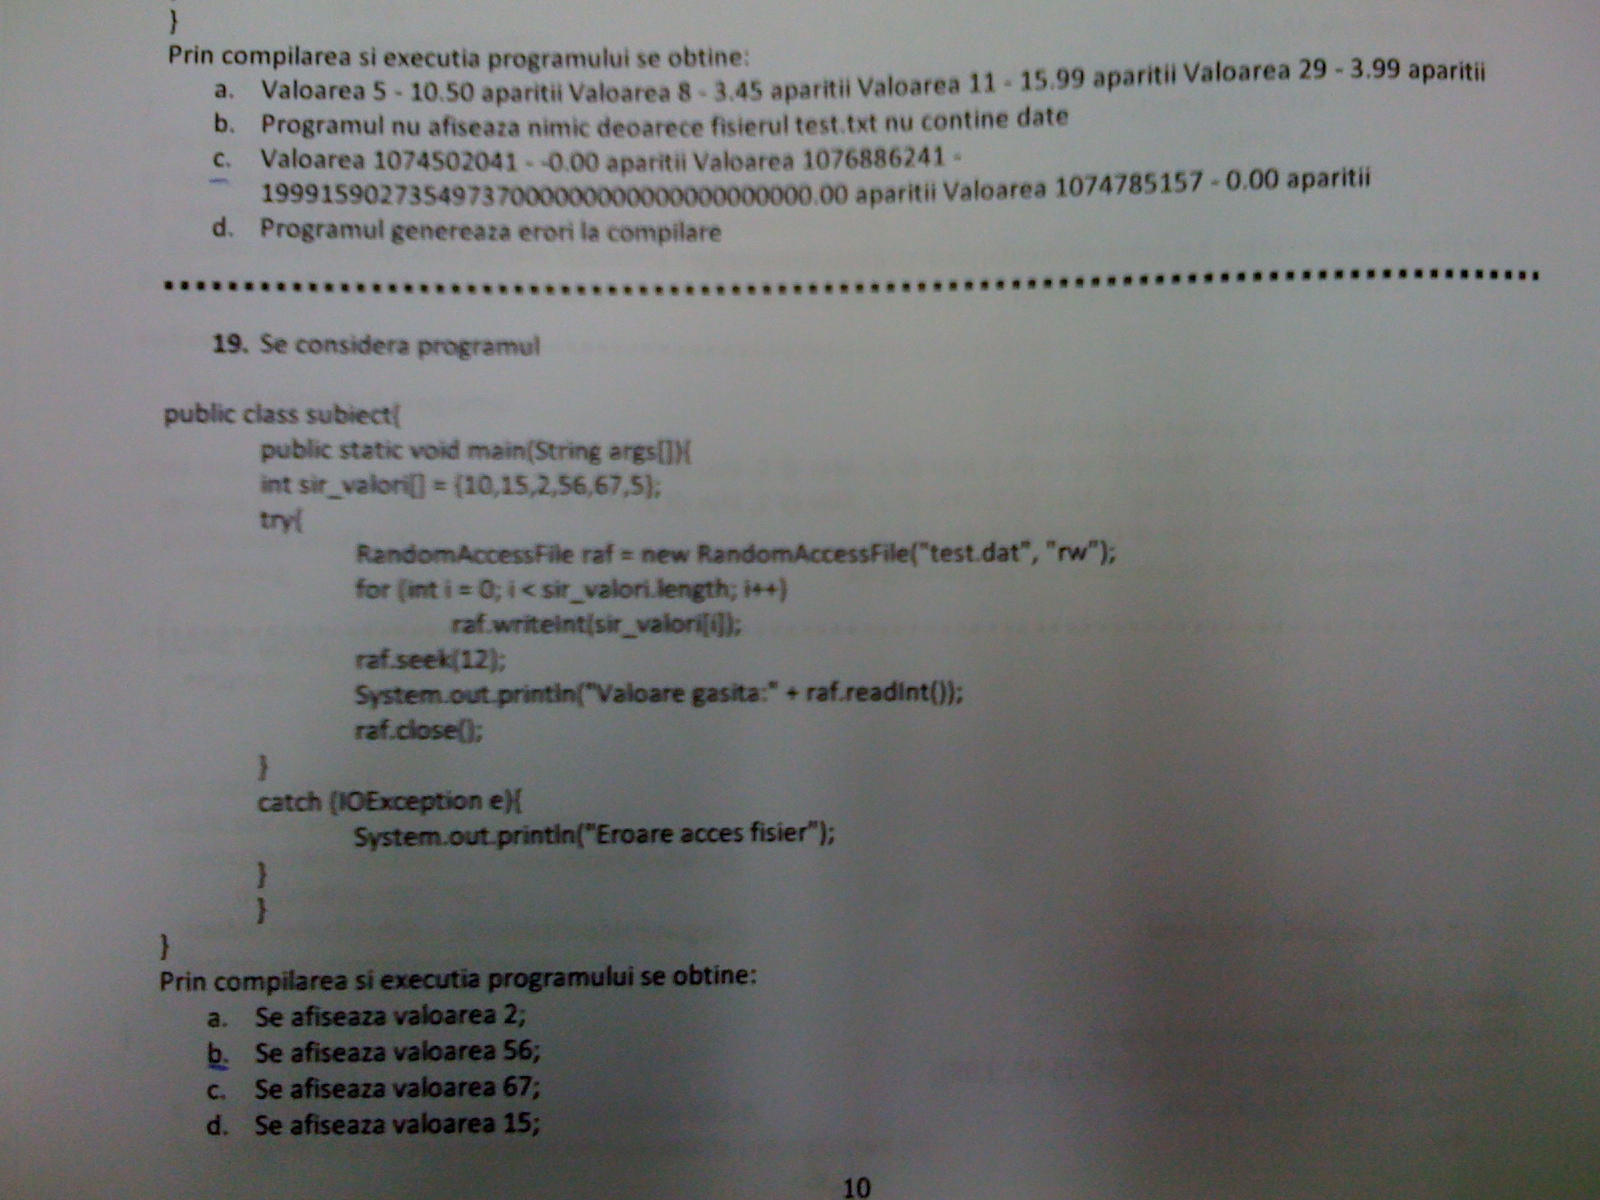 }
Prin compilarea si executia programului se obtine:
a. Valoarea 5 - 10.50 aparitii Valoarea 8 - 3.45 aparitii Valoarea 11 - 15.99 aparitii Valoarea 29 - 3.99 aparitii
b. Programul nu afiseaza nimic deoarece fisierul test.txt nu contine date
c. Valoarea 1074502041 - -0.00 aparitii Valoarea 1076886241 -
199915902735497370000000000000000000000.00 aparitii Valoarea 1074785157 - 0.00 aparitii
d. Programul genereaza erori la compilare
19. Se considera programul
public class subiect{
public static void main(String args[]){
int sir_valori[] = {10,15,2,56,67,5};
try{
RandomAccessFile raf = new RandomAccessFile("test.dat", "rw");
for (int i = 0; i < sir_valori.length; i++)
raf.writeInt(sir_valori[i]);
raf.seek(12);
System.out.println("Valoare gasita:" + raf.readInt());
raf.close();
}
catch (IOException e){
System.out.println("Eroare acces fisier");
}
}
}
Prin compilarea si executia programului se obtine:
a. Se afiseaza valoarea 2;
b. Se afiseaza valoarea 56;
c. Se afiseaza valoarea 67;
d. Se afiseaza valoarea 15;
10